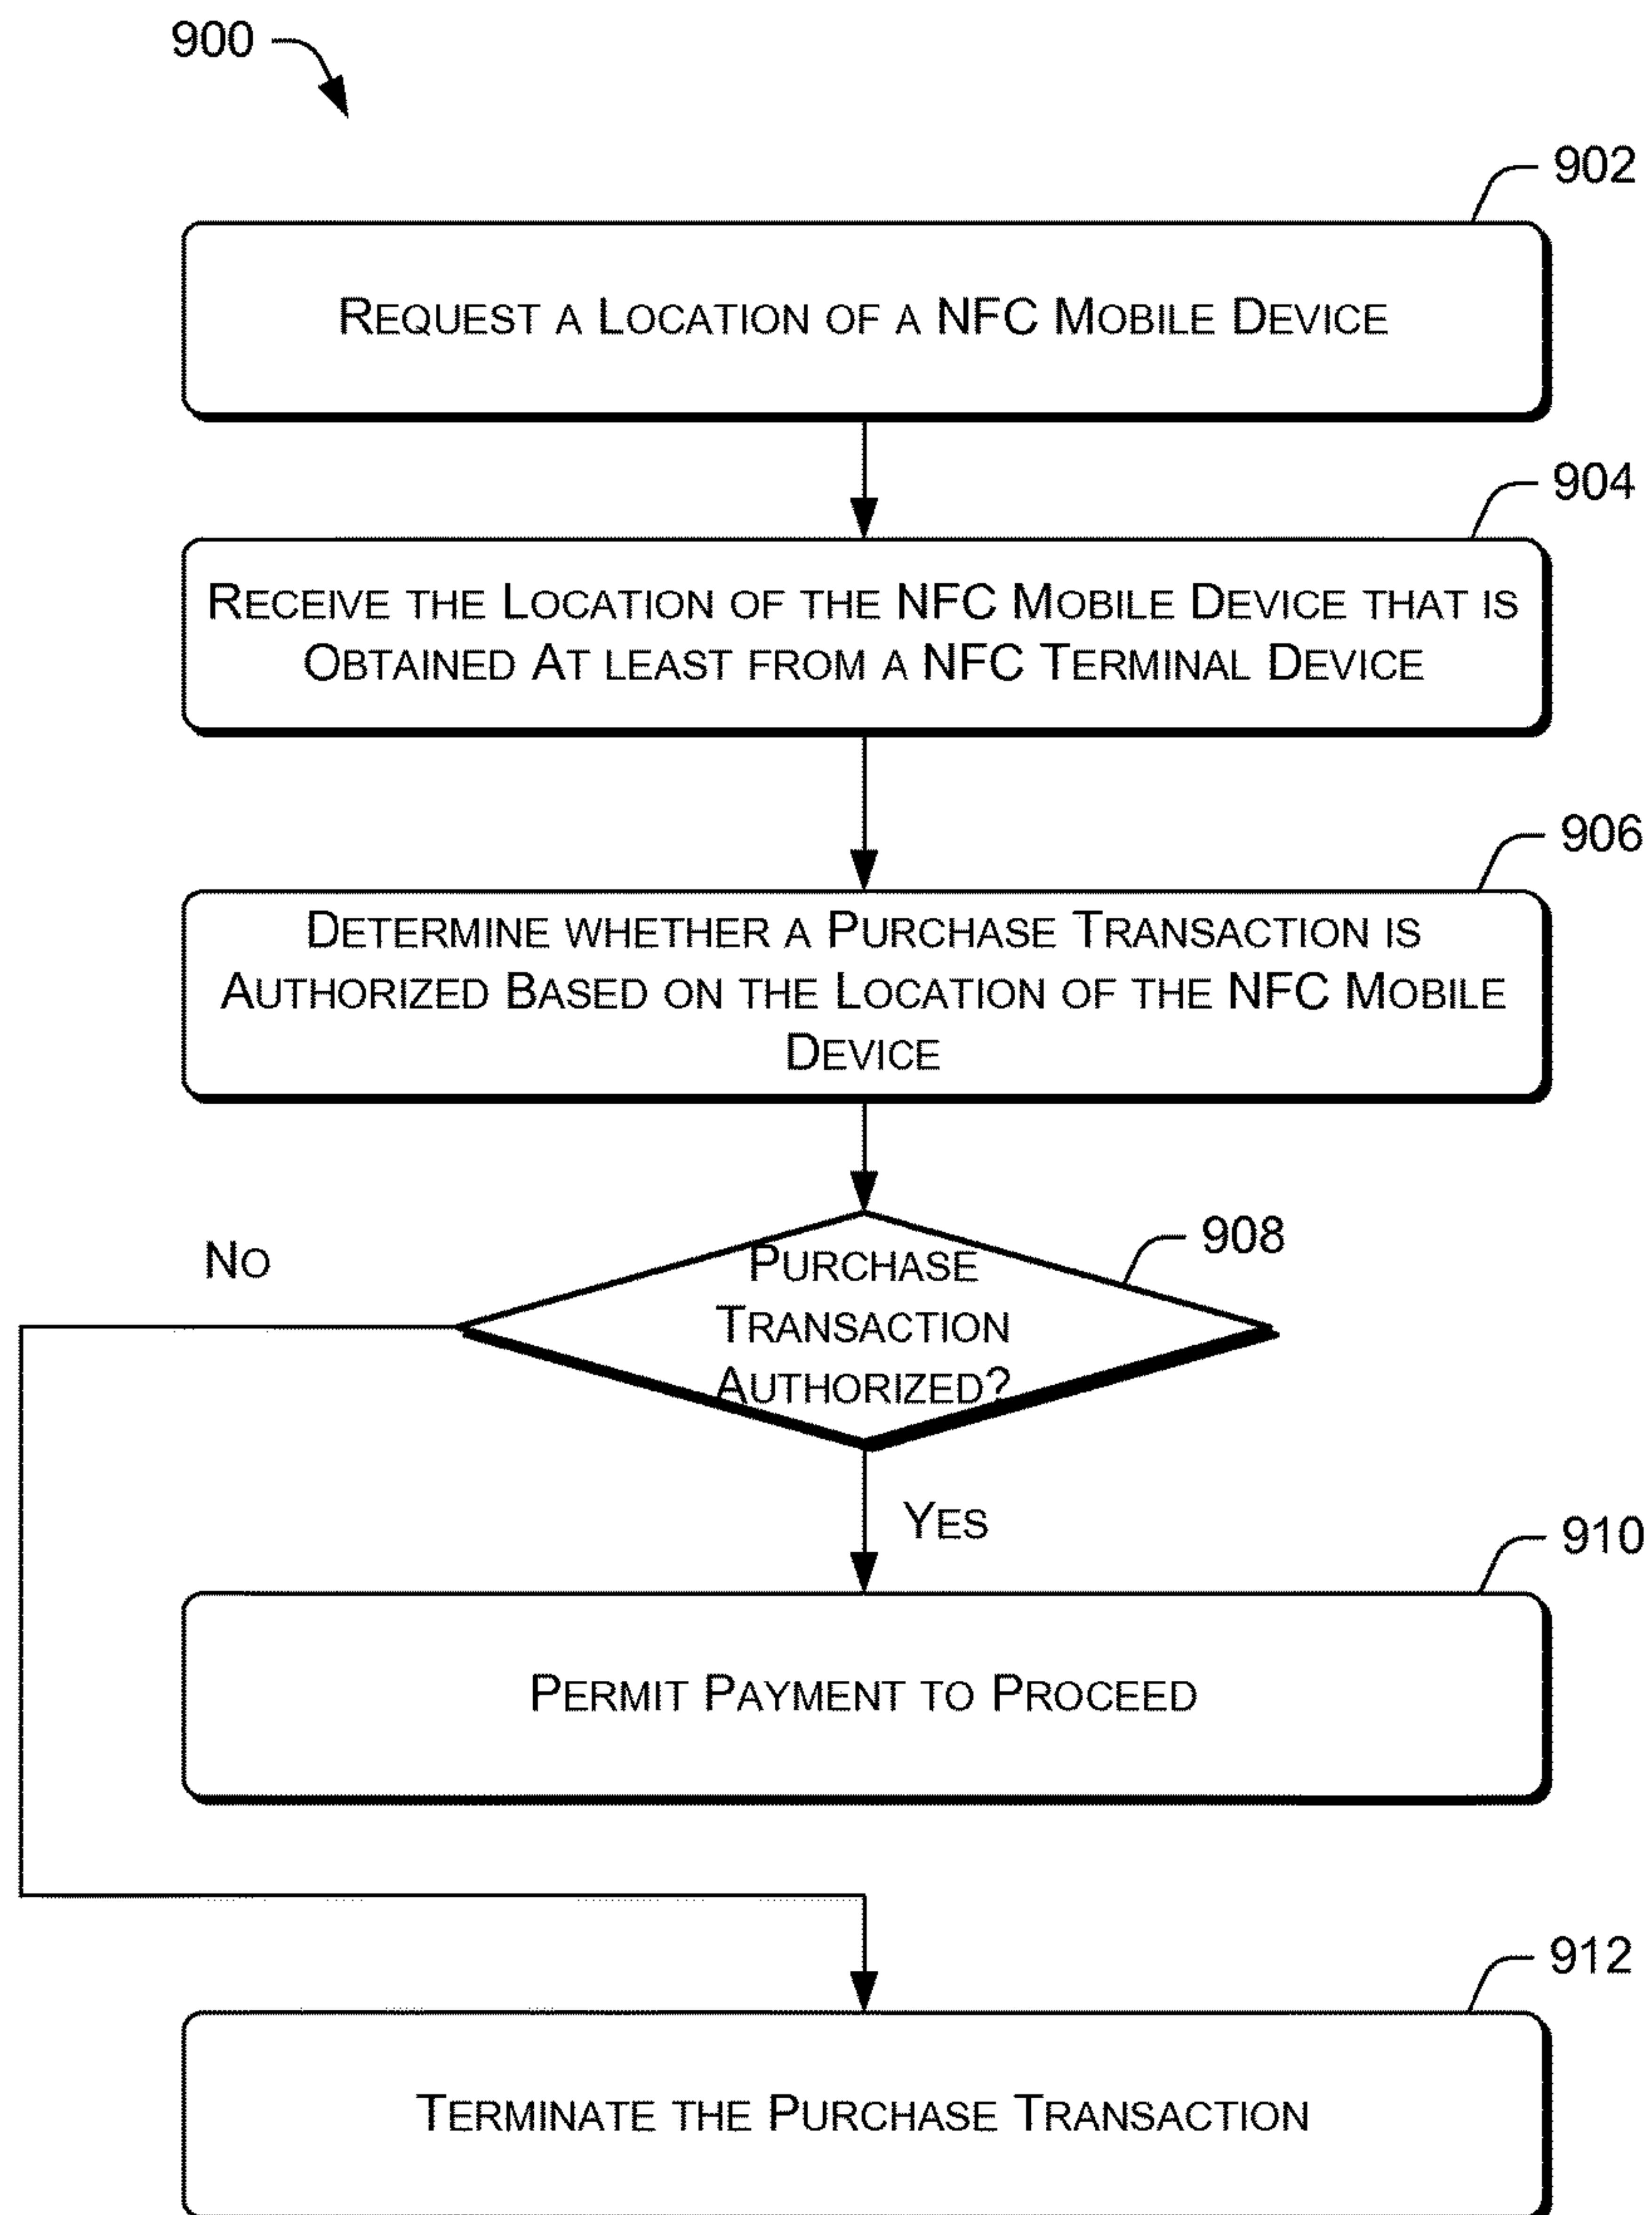 900
902
REQUEST A LOCATION OF A NFC MOBILE DEVICE
904
RECEIVE THE LOCATION OF THE NFC MOBILE DEVICE THAT IS
OBTAINED AT LEAST FROM A NFC TERMINAL DEVICE
906
DETERMINE WHETHER A PURCHASE TRANSACTION IS
AUTHORIZED BASED ON THE LOCATION OF THE NFC MOBILE
DEVICE
908
NO
PURCHASE
TRANSACTION
AUTHORIZED?
YES
910
PERMIT PAYMENT TO PROCEED
912
TERMINATE THE PURCHASE TRANSACTION